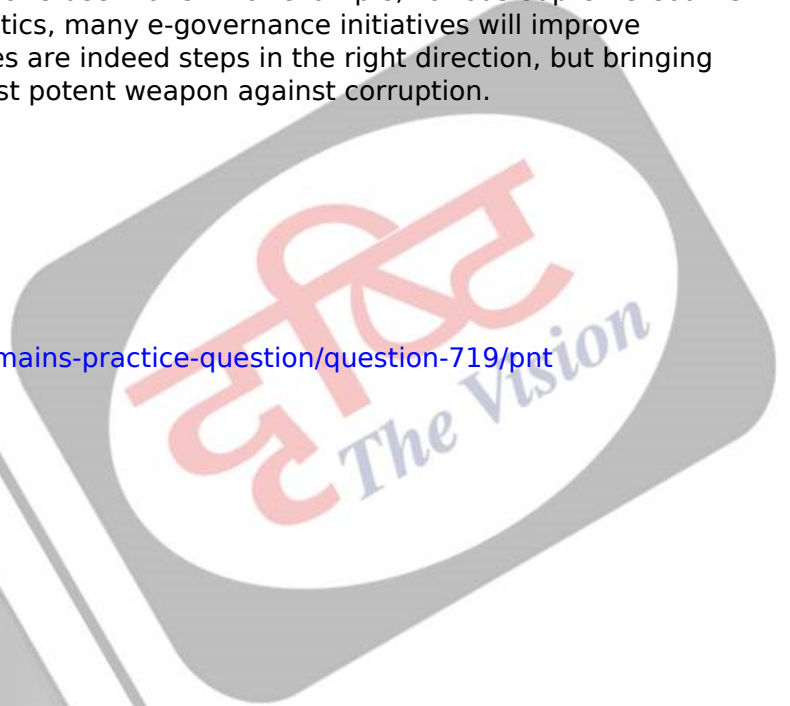 tics, many e-governance initiatives will improve
es are indeed steps in the right direction, but bringing
st potent weapon against corruption.
दृष्टि
The Vision
mains-practice-question/question-719/pnt